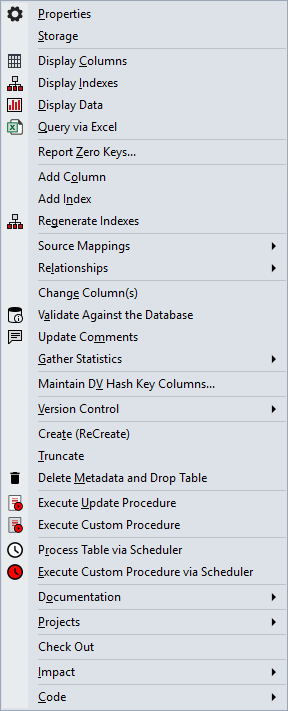 Properties
Storage
Display Columns
Display Indexes
Display Data
Query via Excel
Report Zero Keys...
Add Column
Add Index
Regenerate Indexes
Source Mappings
Relationships
Change Column(s)
Validate Against the Database
Update Comments
Gather Statistics
Maintain DV Hash Key Columns...
Version Control
Create (ReCreate)
Truncate
Delete Metadata and Drop Table
Execute Update Procedure
Execute Custom Procedure
Process Table via Scheduler
Execute Custom Procedure via Scheduler
Documentation
Projects
Check Out
Impact
Code